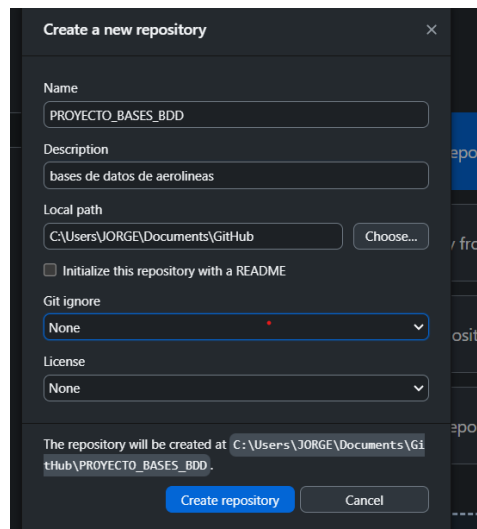 Create a new repository
Name
PROYECTO_BASES_BDD
Description
bases de datos de aerolineas
Local path
C:\Users\JORGE\Documents\GitHub
Choose...
Initialize this repository with a README
Git ignore
None
License
None
The repository will be created at C:\Users\JORGE\Documents\Gi
tHub\PROYECTO_BASES_BDD.
Create repository
Cancel